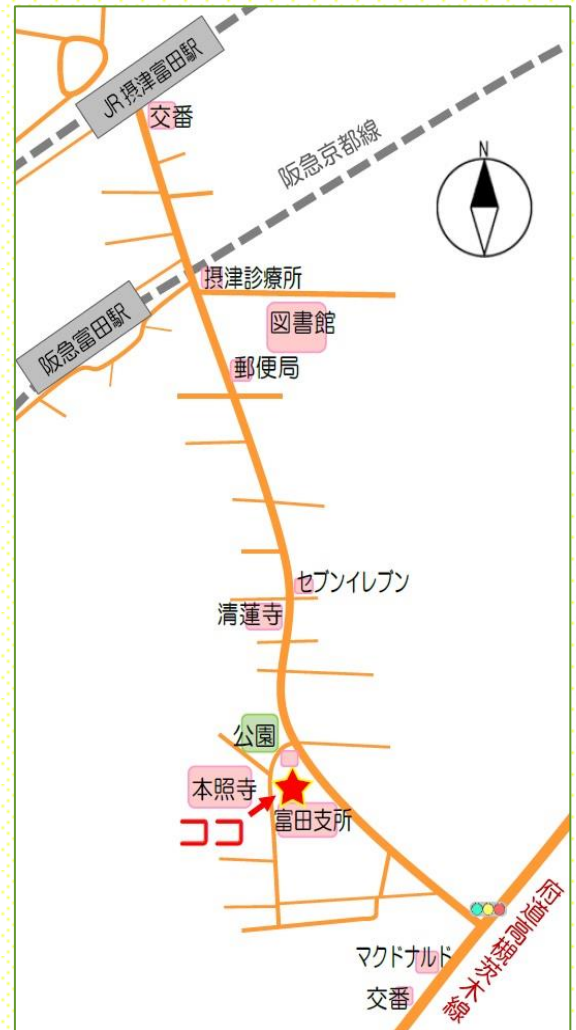 JR摂津富田駅
交番
阪急京都線
N
摂津診療所
阪急富田駅
図書館
郵便局
セブンイレブン
清蓮寺
公園
本照寺
ココ
富田支所
府道高槻茨木線
マクドナルド
交番